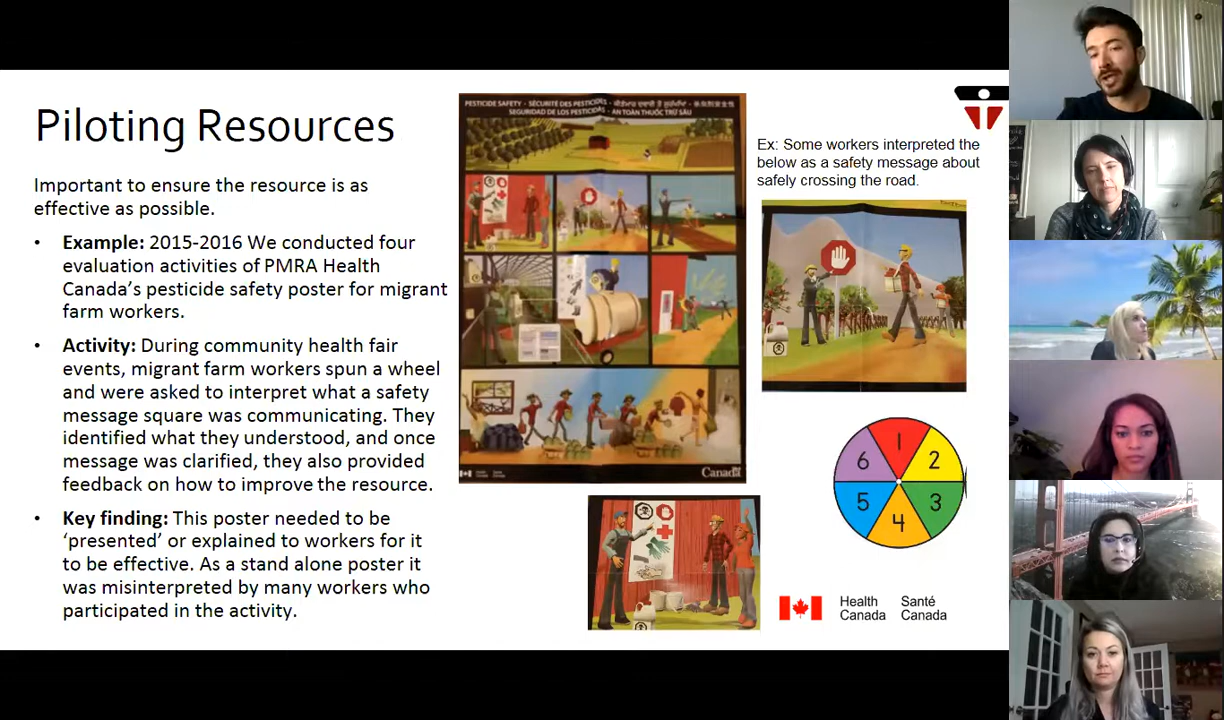 Piloting Resources
Important to ensure the resource is as
effective as possible.
• Example: 2015-2016 We conducted four
evaluation activities of PMRA Health
Canada's pesticide safety poster for migrant
farm workers.
• Activity: During community health fair
events, migrant farm workers spun a wheel
and were asked to interpret what a safety
message square was communicating. They
identified what they understood, and once
message was clarified, they also provided
feedback on how to improve the resource.
• Key finding: This poster needed to be
'presented' or explained to workers for it
to be effective. As a stand alone poster it
was misinterpreted by many workers who
participated in the activity.
PESTICIDE SAFETY - SÉCURITÉ DES PESTICIDES -
SEGURIDAD DE LOS PESTICIDAS - AN TOÀN THUỐC TRỪ SÂU
Canada
Ex: Some workers interpreted the
below as a safety message about
safely crossing the road.
1
2
3
4
5
6
Health Santé
Canada Canada